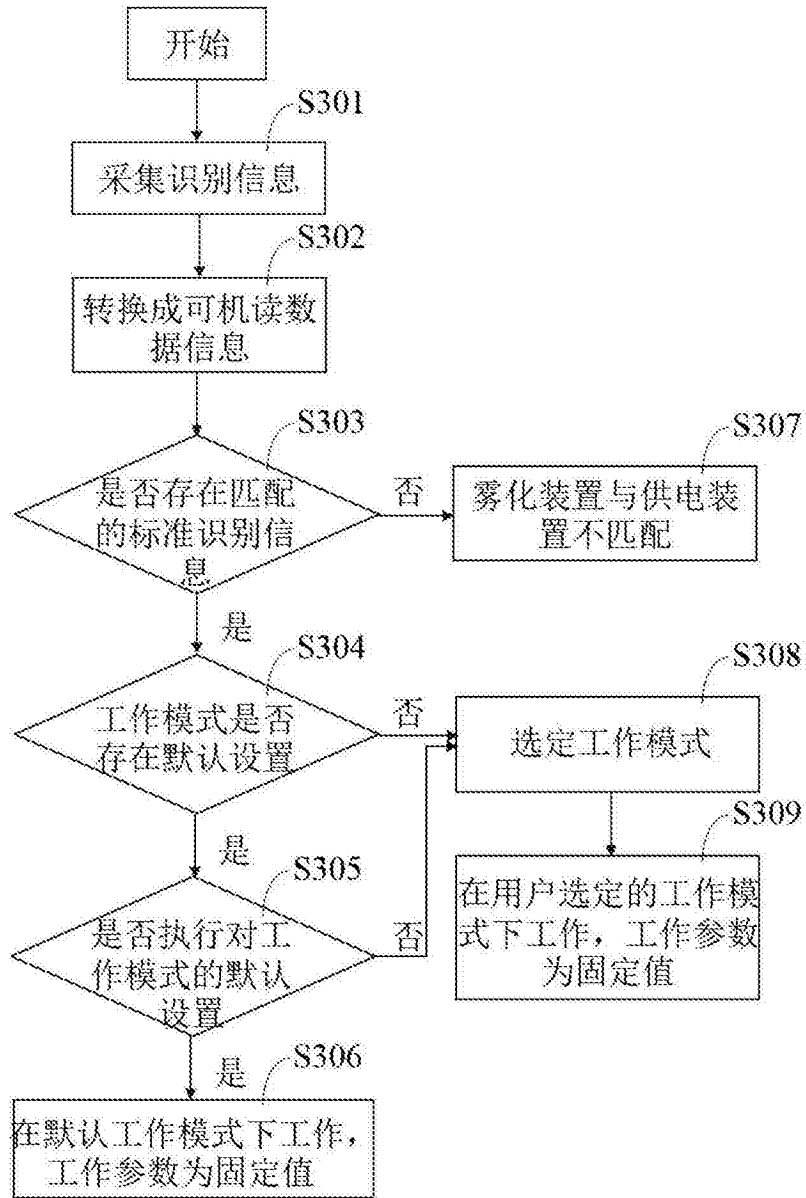 开始
S301
采集识别信息
S302
转换成可机读数
据信息
S303
是否存在匹配
的标准识别信
息
否
S307
雾化装置与供电装
置不匹配
是
S304
工作模式是否
存在默认设置
否
S308
选定工作模式
是
S305
是否执行对工
作模式的默认
设置
否
S309
在用户选定的工作模
式下工作，工作参数
为固定值
是
S306
在默认工作模式下工作，
工作参数为固定值